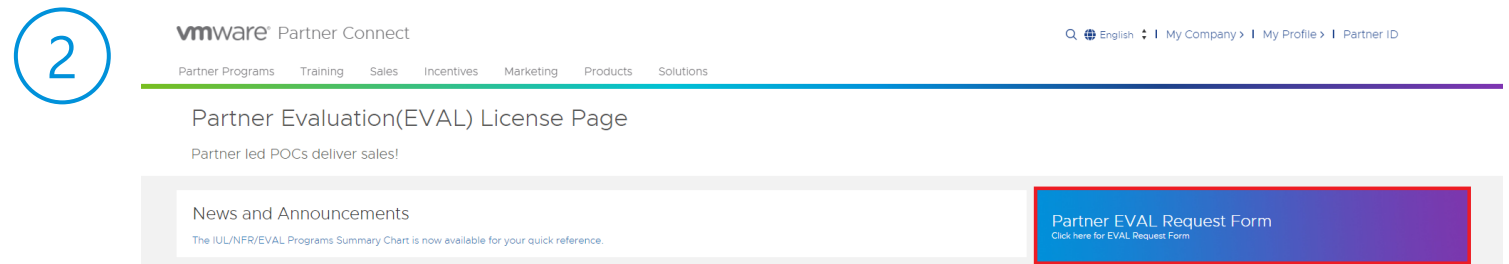 2
vmware® Partner Connect
English | My Company > | My Profile > | Partner ID
Partner Programs Training Sales Incentives Marketing Products Solutions
Partner Evaluation(EVAL) License Page
Partner led POCs deliver sales!
News and Announcements
The IUL/NFR/EVAL Programs Summary Chart is now available for your quick reference.
Partner EVAL Request Form
Click here for EVAL Request Form